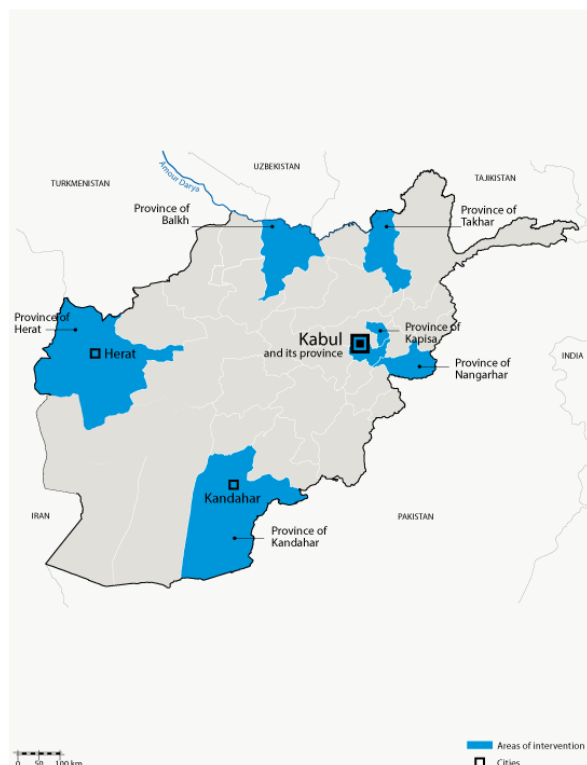 UZBEKISTAN
TURKMENISTAN
TAJIKISTAN
Amour Darya
Province of
Balkh
Province of
Takhar
Province of
Herat
Herat
Kabul
and its province
Province of
Kapisa
Province of
Nangarhar
INDIA
Kandahar
IRAN
PAKISTAN
Province of
Kandahar
Areas of intervention
Cities
0 50 100 km